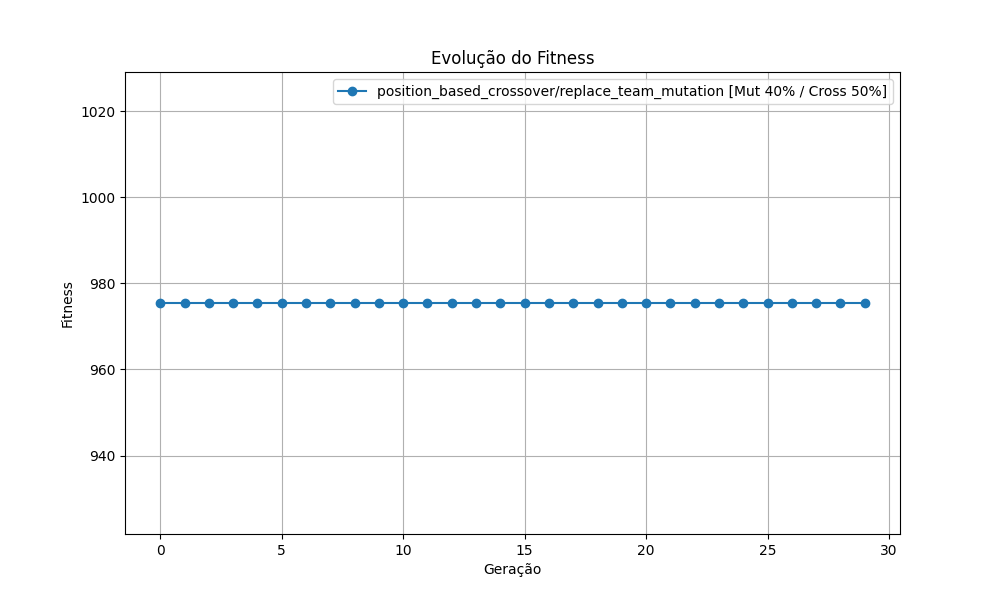 Evolução do Fitness
position_based_crossover/replace_team_mutation [Mut 40% / Cross 50%]
1020
1000
980
960
940
Fitness
0 5 10 15 20 25 30
Geração